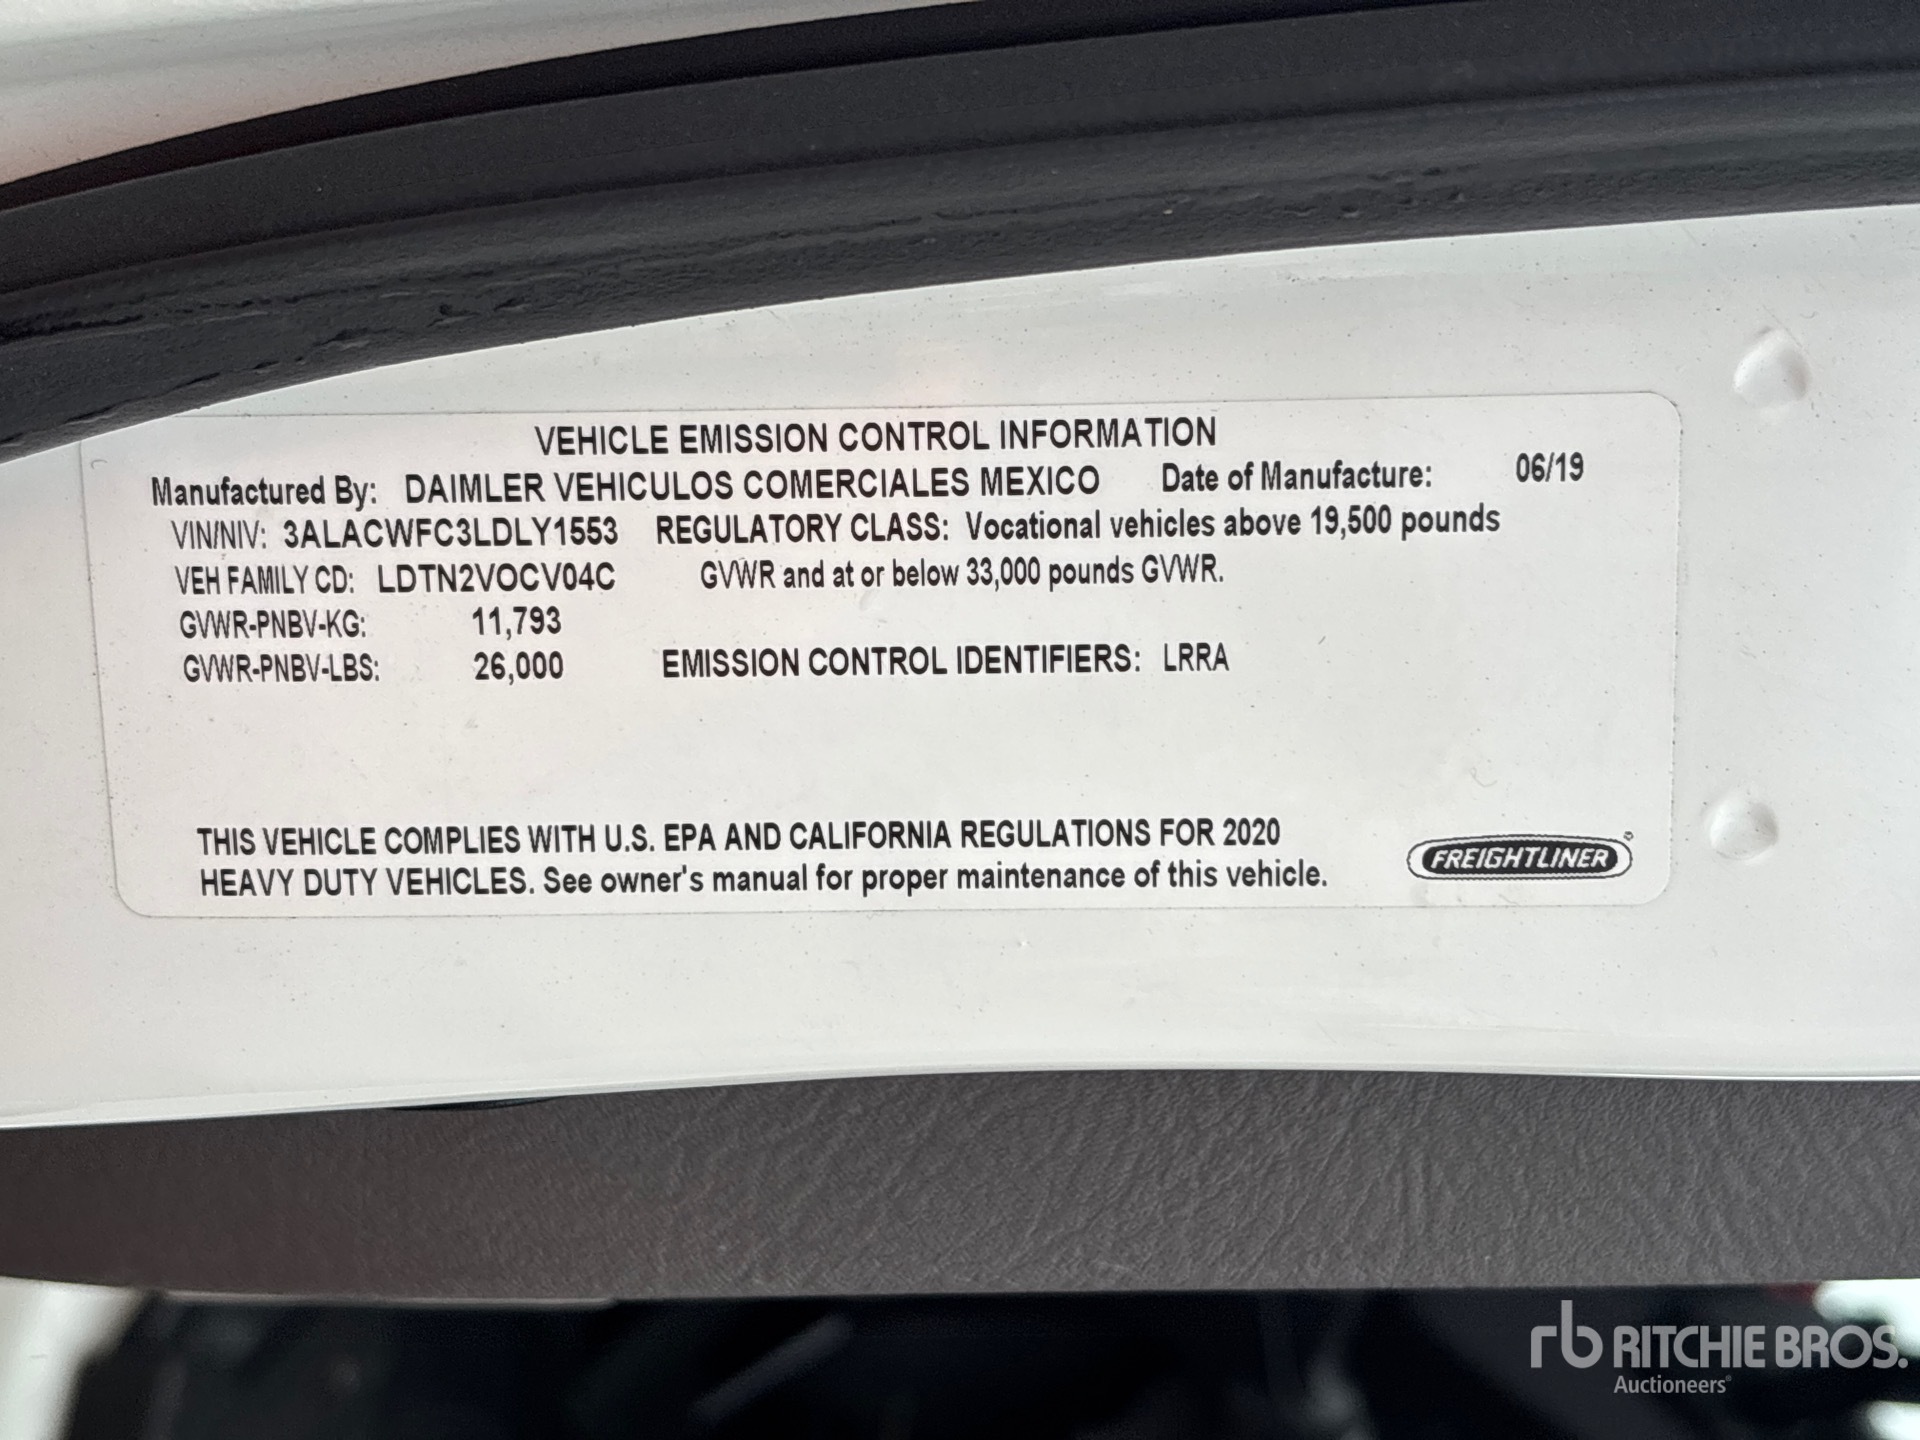 VEHICLE EMISSION CONTROL INFORMATION
Manufactured By: DAIMLER VEHICULOS COMERCIALES MEXICO Date of Manufacture: 06/19
VIN/NIV: 3ALACWFC3LDLY1553 REGULATORY CLASS: Vocational vehicles above 19,500 pounds
VEH FAMILY CD: LDTN2VOCV04C GVWR and at or below 33,000 pounds GVWR.
GVWR-PNBV-KG: 11,793
GVWR-PNBV-LBS: 26,000 EMISSION CONTROL IDENTIFIERS: LRRA
THIS VEHICLE COMPLIES WITH U.S. EPA AND CALIFORNIA REGULATIONS FOR 2020
HEAVY DUTY VEHICLES. See owner's manual for proper maintenance of this vehicle.
FREIGHTLINER®
rb RITCHIE BROS.
Auctioneers®